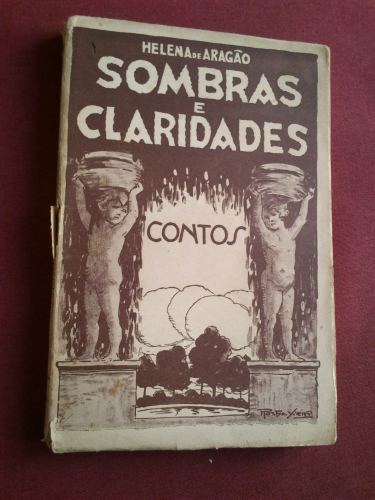 HELENA DE ARAGÃO
SOMBRAS
E
CLARIDADES
CONTOS